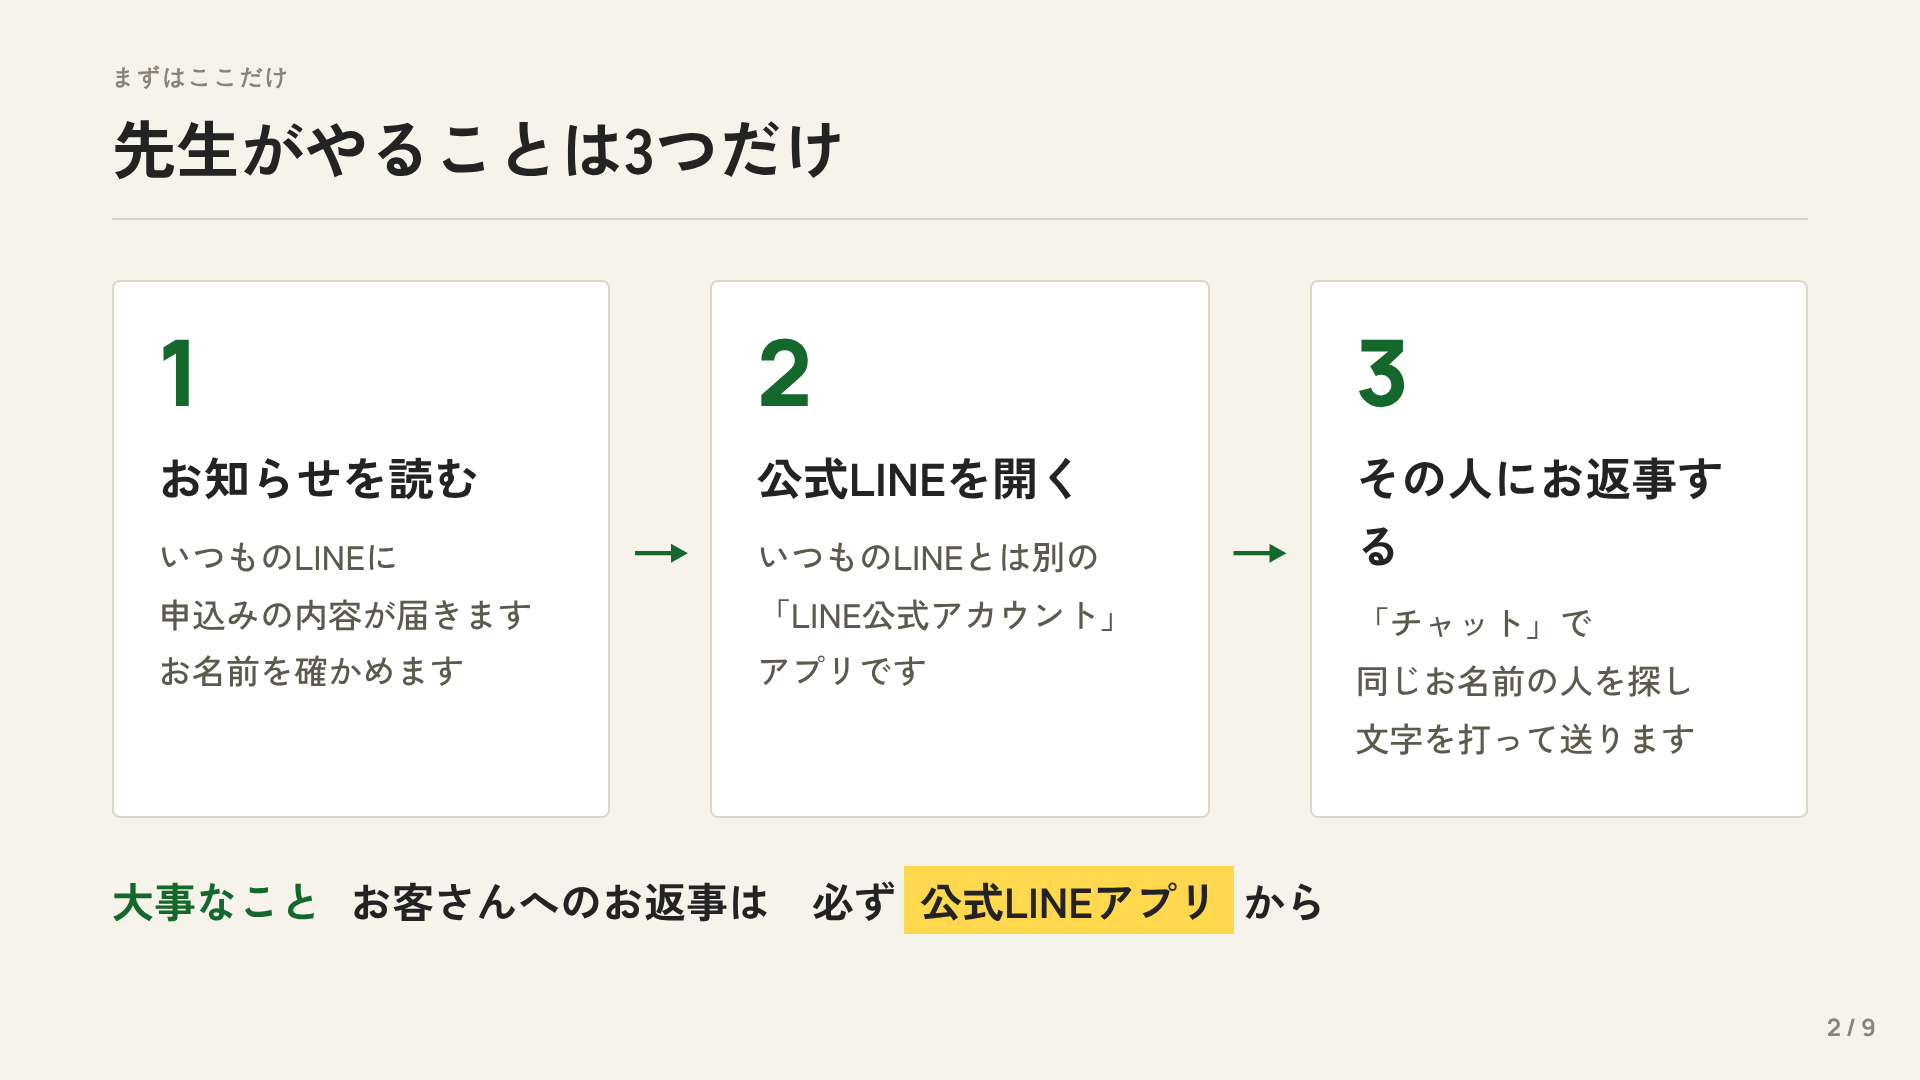 まずはここだけ
先生がやることは3つだけ
1
お知らせを読む
いつものLINEに
申込みの内容が届きます
お名前を確かめます
→
2
公式LINEを開く
いつものLINEとは別の
「LINE公式アカウント」
アプリです
→
3
その人にお返事す
る
「チャット」で
同じお名前の人を探し
文字を打って送ります
大事なこと お客さんへのお返事は　必ず 公式LINEアプリ から
2 / 9